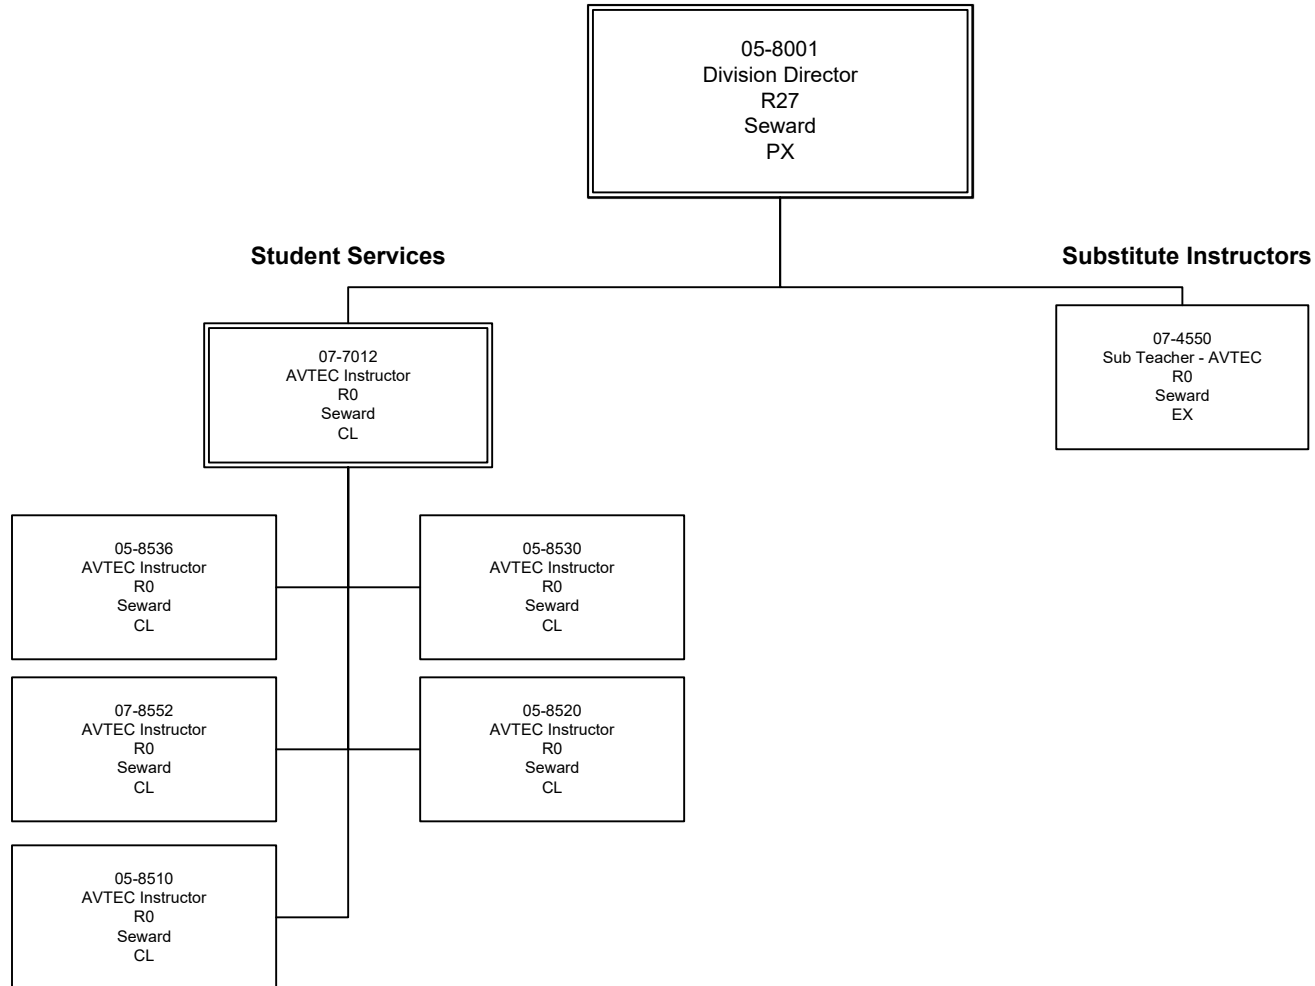 05-8001
Division Director
R27
Seward
PX
Student Services
Substitute Instructors
07-7012
AVTEC Instructor
R0
Seward
CL
07-4550
Sub Teacher - AVTEC
R0
Seward
EX
05-8536
AVTEC Instructor
R0
Seward
CL
05-8530
AVTEC Instructor
R0
Seward
CL
07-8552
AVTEC Instructor
R0
Seward
CL
05-8520
AVTEC Instructor
R0
Seward
CL
05-8510
AVTEC Instructor
R0
Seward
CL